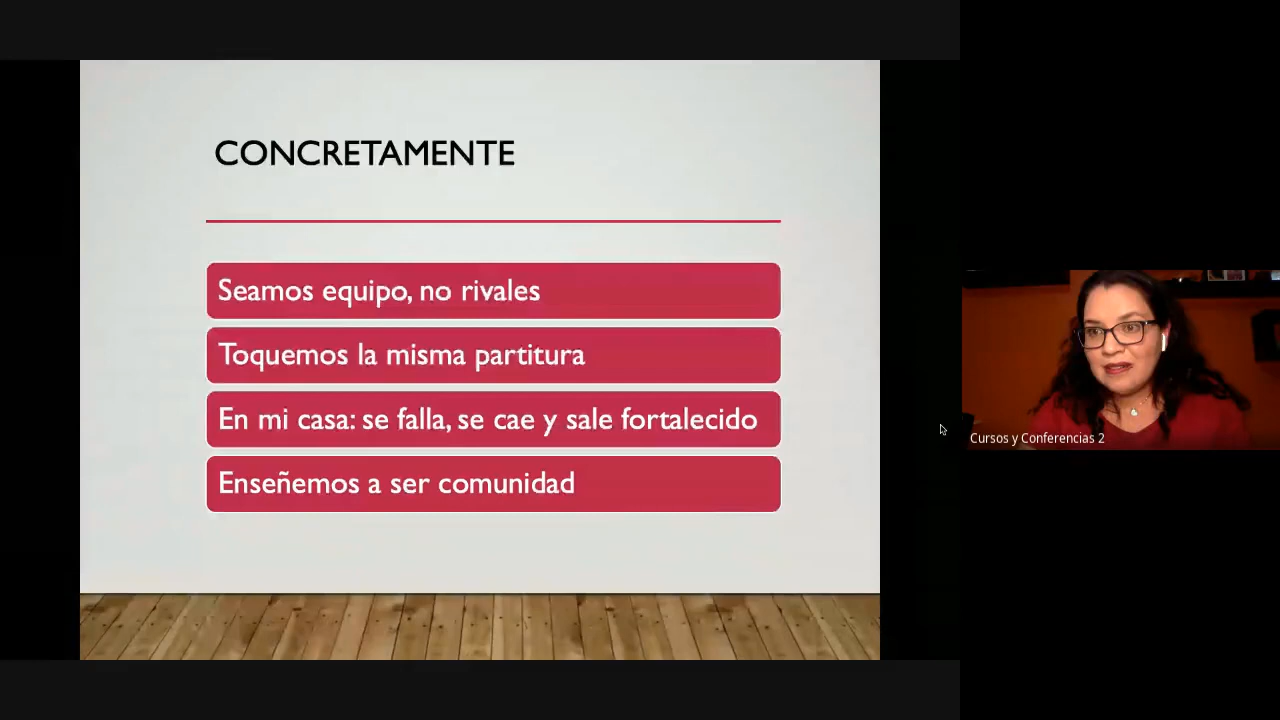 CONCRETAMENTE
Seamos equipo, no rivales
Toquemos la misma partitura
En mi casa: se falla, se cae y sale fortalecido
Enseñemos a ser comunidad
Cursos y Conferencias 2